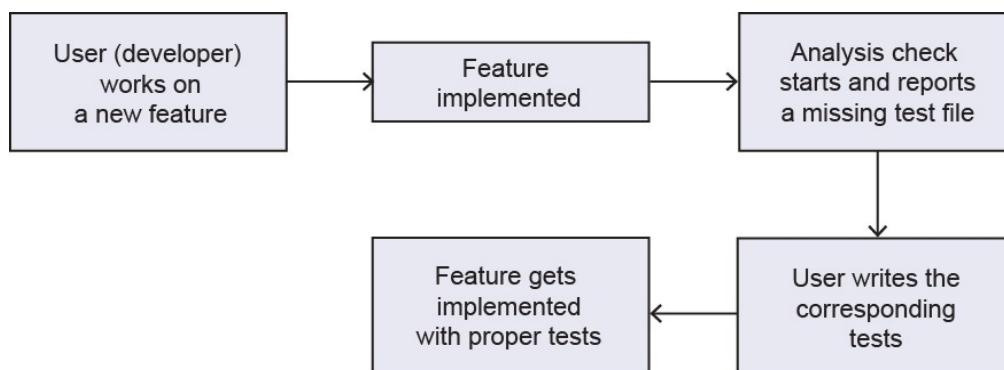 User (developer)
works on
a new feature
Feature
implemented
Analysis check
starts and reports
a missing test file
User writes the
corresponding
tests
Feature gets
implemented
with proper tests